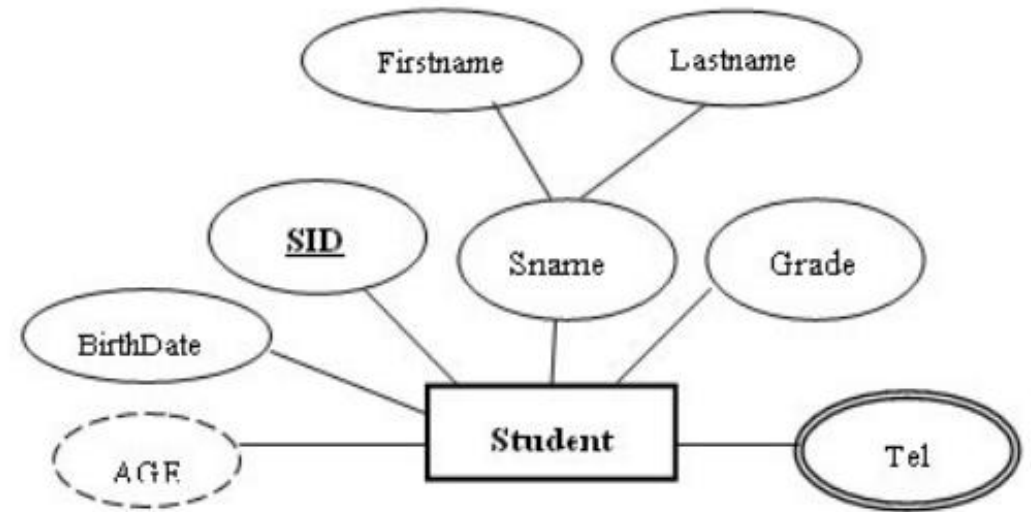 Firstname
Lastname
SID
Sname
Grade
BirthDate
Student
AGE
Tel